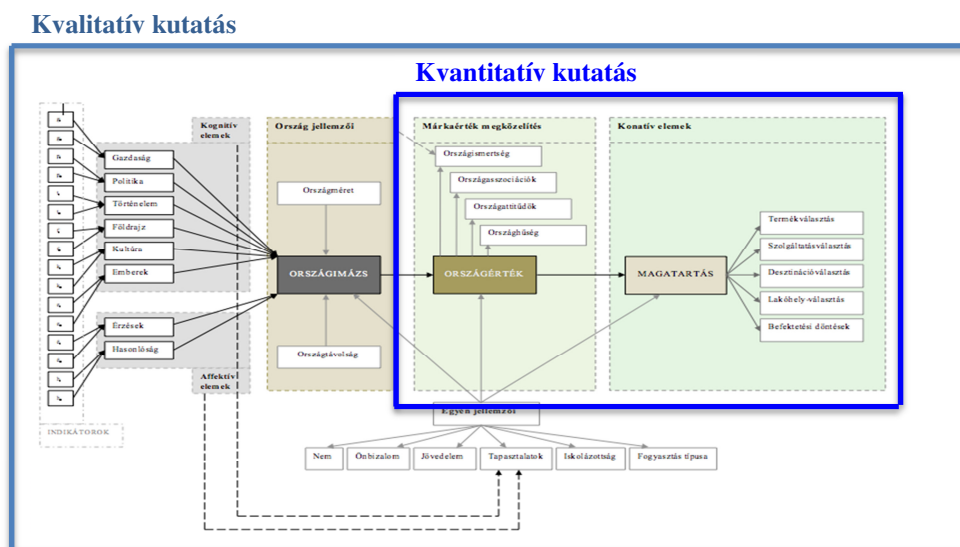 Kvalitatív kutatás
Kvantitatív kutatás
Kognitív
elemek
Ország jellemzői
Márkaérték megközelítés
Konatív elemek
Gazdaság
Politika
Történelem
Földrajz
Kultúra
Emberek
Érzések
Hasonlóság
Affektív
elemek
INDIKÁTOROK
Országméret
ORSZÁGIMÁZS
Országtávolság
Országismertség
Országasszociációk
Országattitűdök
Országhűség
ORSZÁGÉRTÉK
MAGATARTÁS
Termékválasztás
Szolgáltatásválasztás
Desztinációválasztás
Lakóhely-választás
Befektetési döntések
Egyén jellemzői
Nem
Önbizalom
Jövedelem
Tapasztalatok
Iskolázottság
Fogyasztás típusa